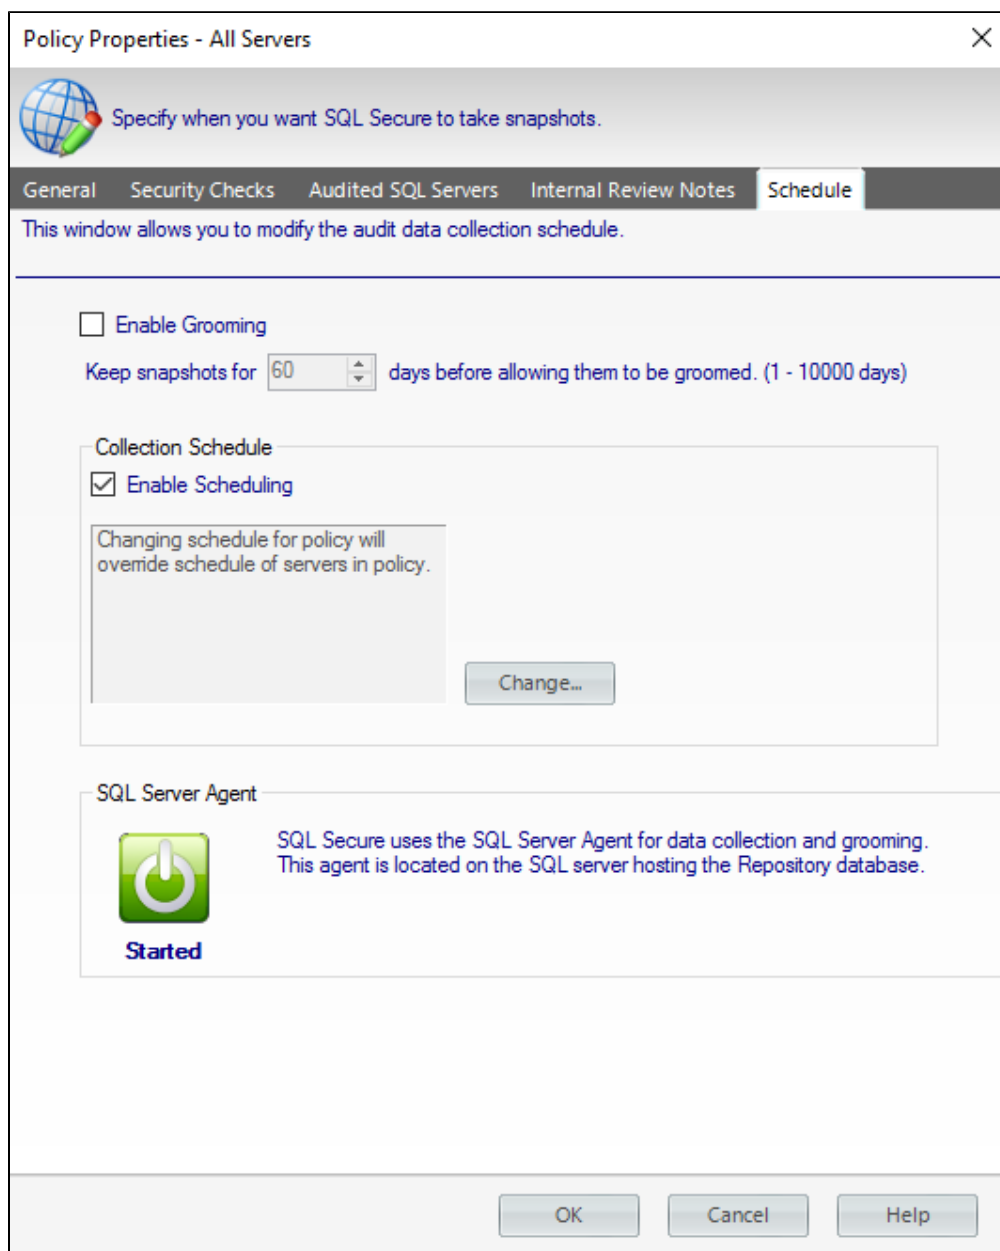 Policy Properties - All Servers
Specify when you want SQL Secure to take snapshots.
General Security Checks Audited SQL Servers Internal Review Notes Schedule
This window allows you to modify the audit data collection schedule.
Enable Grooming
Keep snapshots for 60 days before allowing them to be groomed. (1 - 10000 days)
Collection Schedule
Enable Scheduling
Changing schedule for policy will
override schedule of servers in policy.
Change...
SQL Server Agent
SQL Secure uses the SQL Server Agent for data collection and grooming.
This agent is located on the SQL server hosting the Repository database.
Started
OK Cancel Help